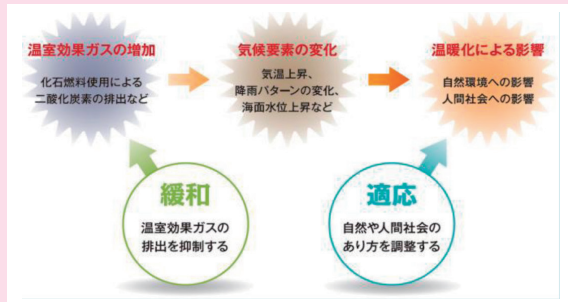 温室効果ガスの増加
化石燃料使用による
二酸化炭素の排出など
気候要素の変化
気温上昇、
降雨パターンの変化、
海面水位上昇など
温暖化による影響
自然環境への影響
人間社会への影響
緩和
温室効果ガスの
排出を抑制する
適応
自然や人間社会の
あり方を調整する